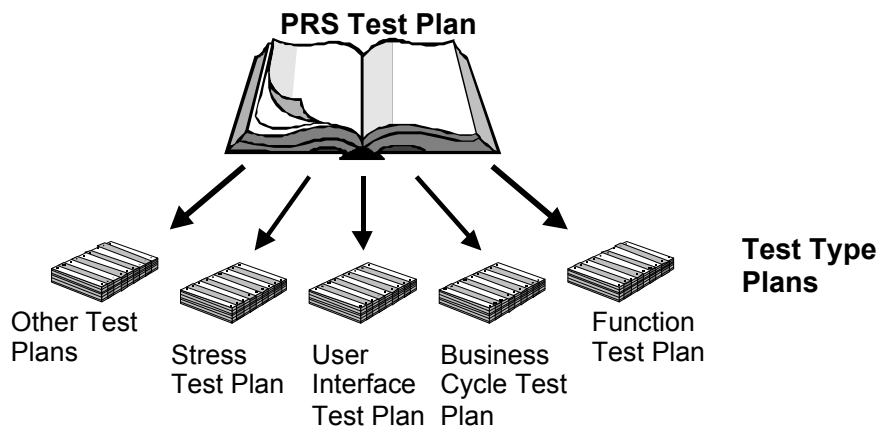 PRS Test Plan
Test Type
Plans
Other Test
Plans
Stress
Test Plan
User
Interface
Test Plan
Business
Cycle Test
Plan
Function
Test Plan